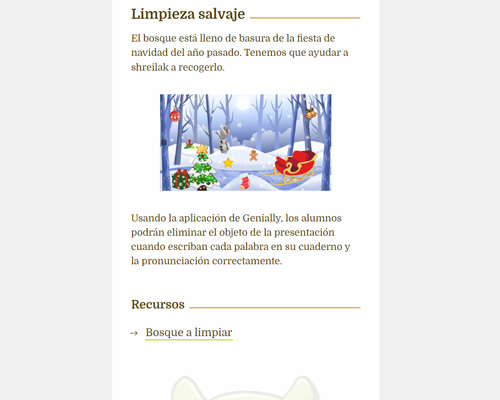 Limpieza salvaje
El bosque está lleno de basura de la fiesta de
navidad del año pasado. Tenemos que ayudar a
shreilak a recogerlo.
Usando la aplicación de Genially, los alumnos
podrán eliminar el objeto de la presentación
cuando escriban cada palabra en su cuaderno y
la pronunciación correctamente.
Recursos
Bosque a limpiar